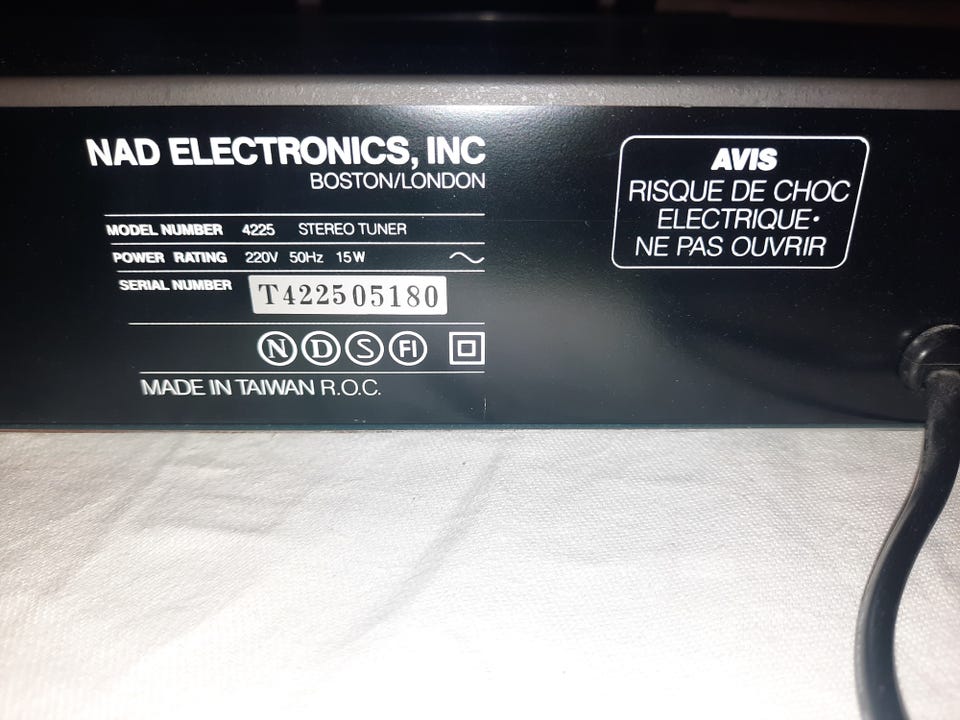 NAD ELECTRONICS, INC
BOSTON/LONDON
MODEL NUMBER 4225 STEREO TUNER
POWER RATING 220V 50Hz 15W ~
SERIAL NUMBER T422505180
N D S FI
MADE IN TAIWAN R.O.C.
AVIS
RISQUE DE CHOC
ELECTRIQUE•
NE PAS OUVRIR